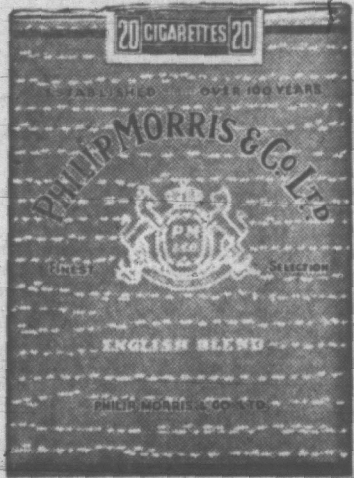 20 CIGARETTES 20
ESTABLISHED OVER 100 YEARS
PHILIP MORRIS & CO. LTD
PM
FINEST SELECTION
ENGLISH BLEND
PHILIP MORRIS & CO. LTD.